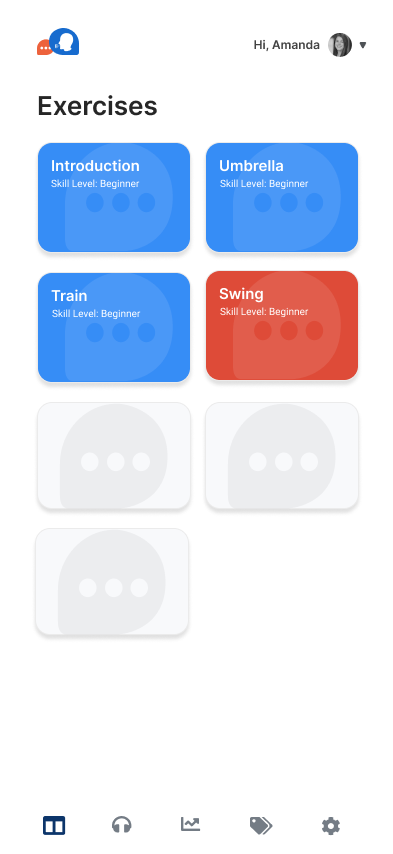 Hi, Amanda
Exercises
Introduction
Skill Level: Beginner
Umbrella
Skill Level: Beginner
Train
Skill Level: Beginner
Swing
Skill Level: Beginner